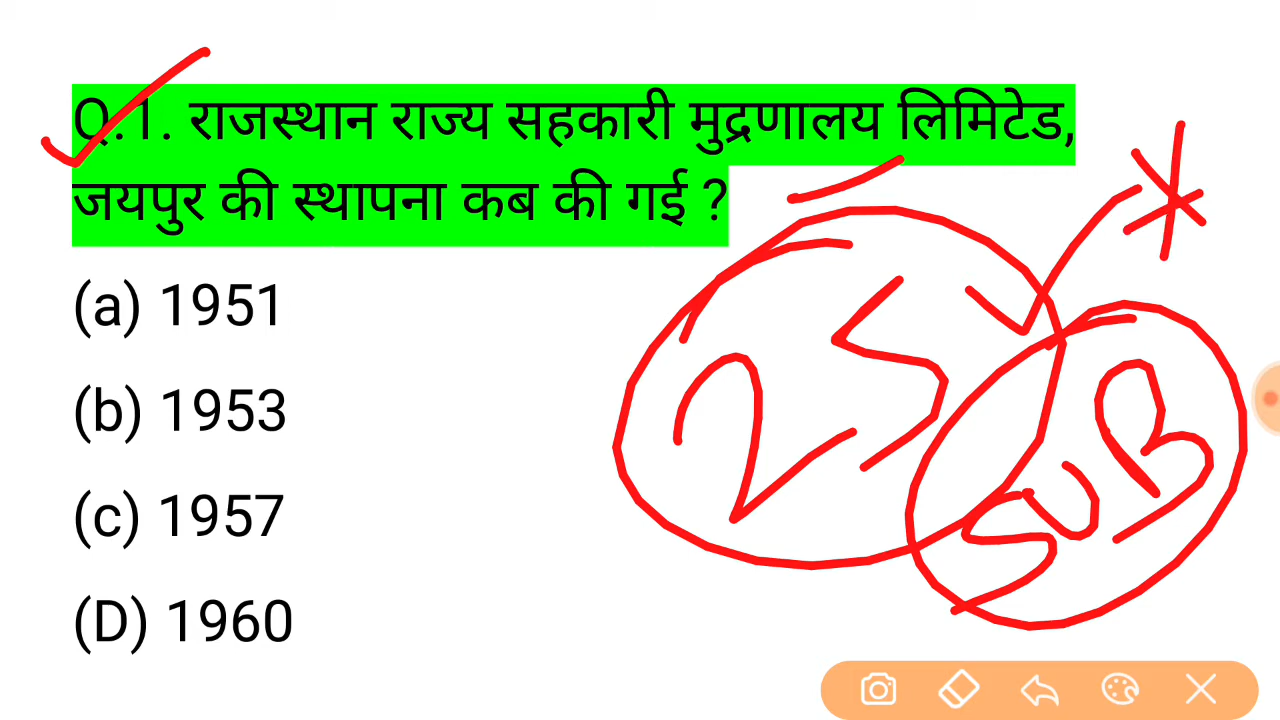 Q.1. राजस्थान राज्य सहकारी मुद्रणालय लिमिटेड,
जयपुर की स्थापना कब की गई ?
(a) 1951
(b) 1953
(c) 1957
(D) 1960
25
SUB